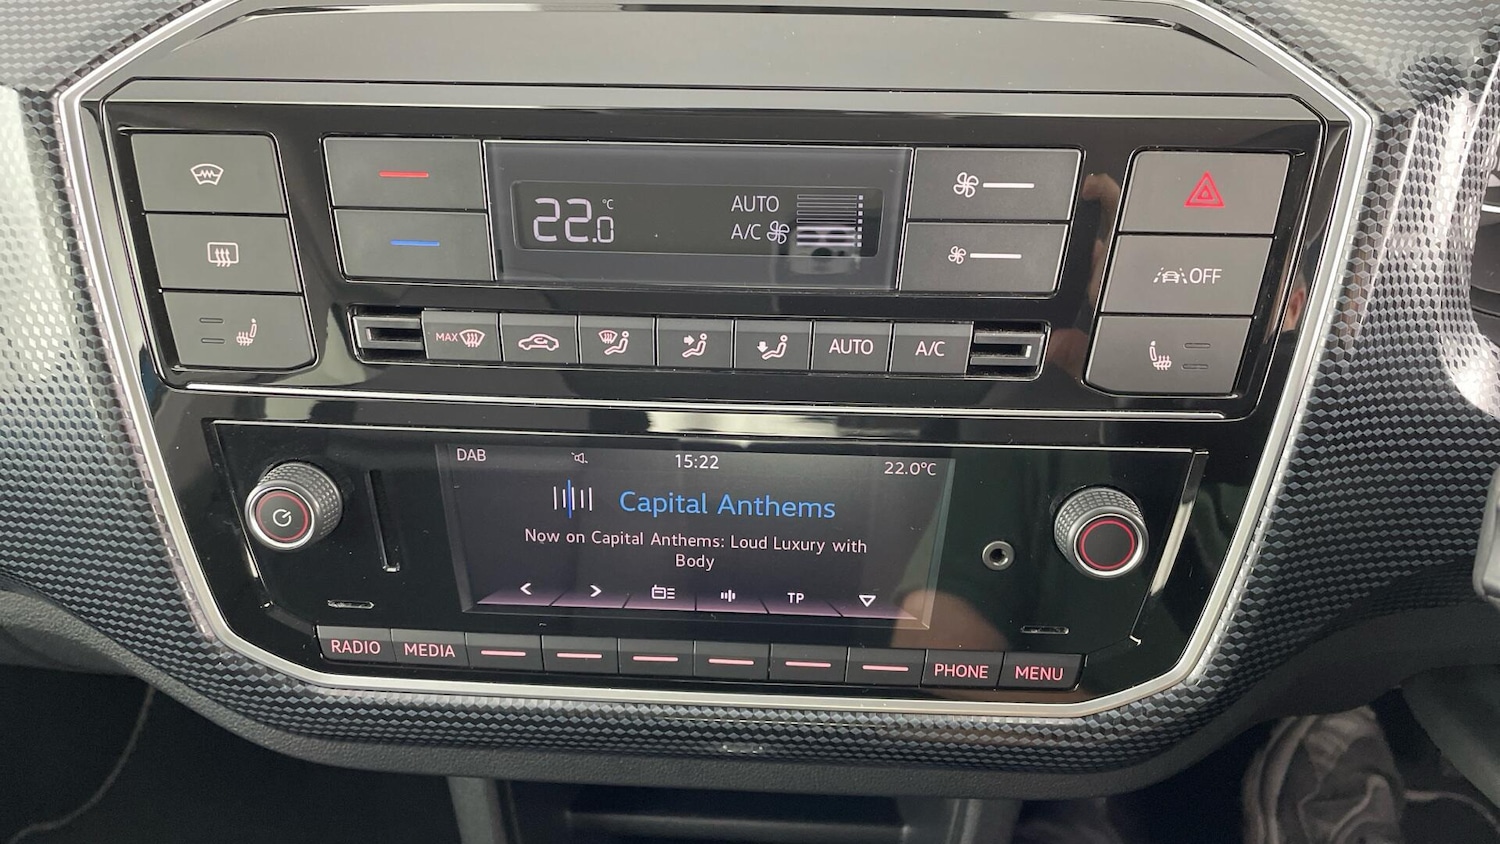 22.0 °C
AUTO
A/C
OFF
MAX
AUTO
A/C
DAB
15:22
22.0°C
Capital Anthems
Now on Capital Anthems: Loud Luxury with
Body
TP
RADIO
MEDIA
PHONE
MENU